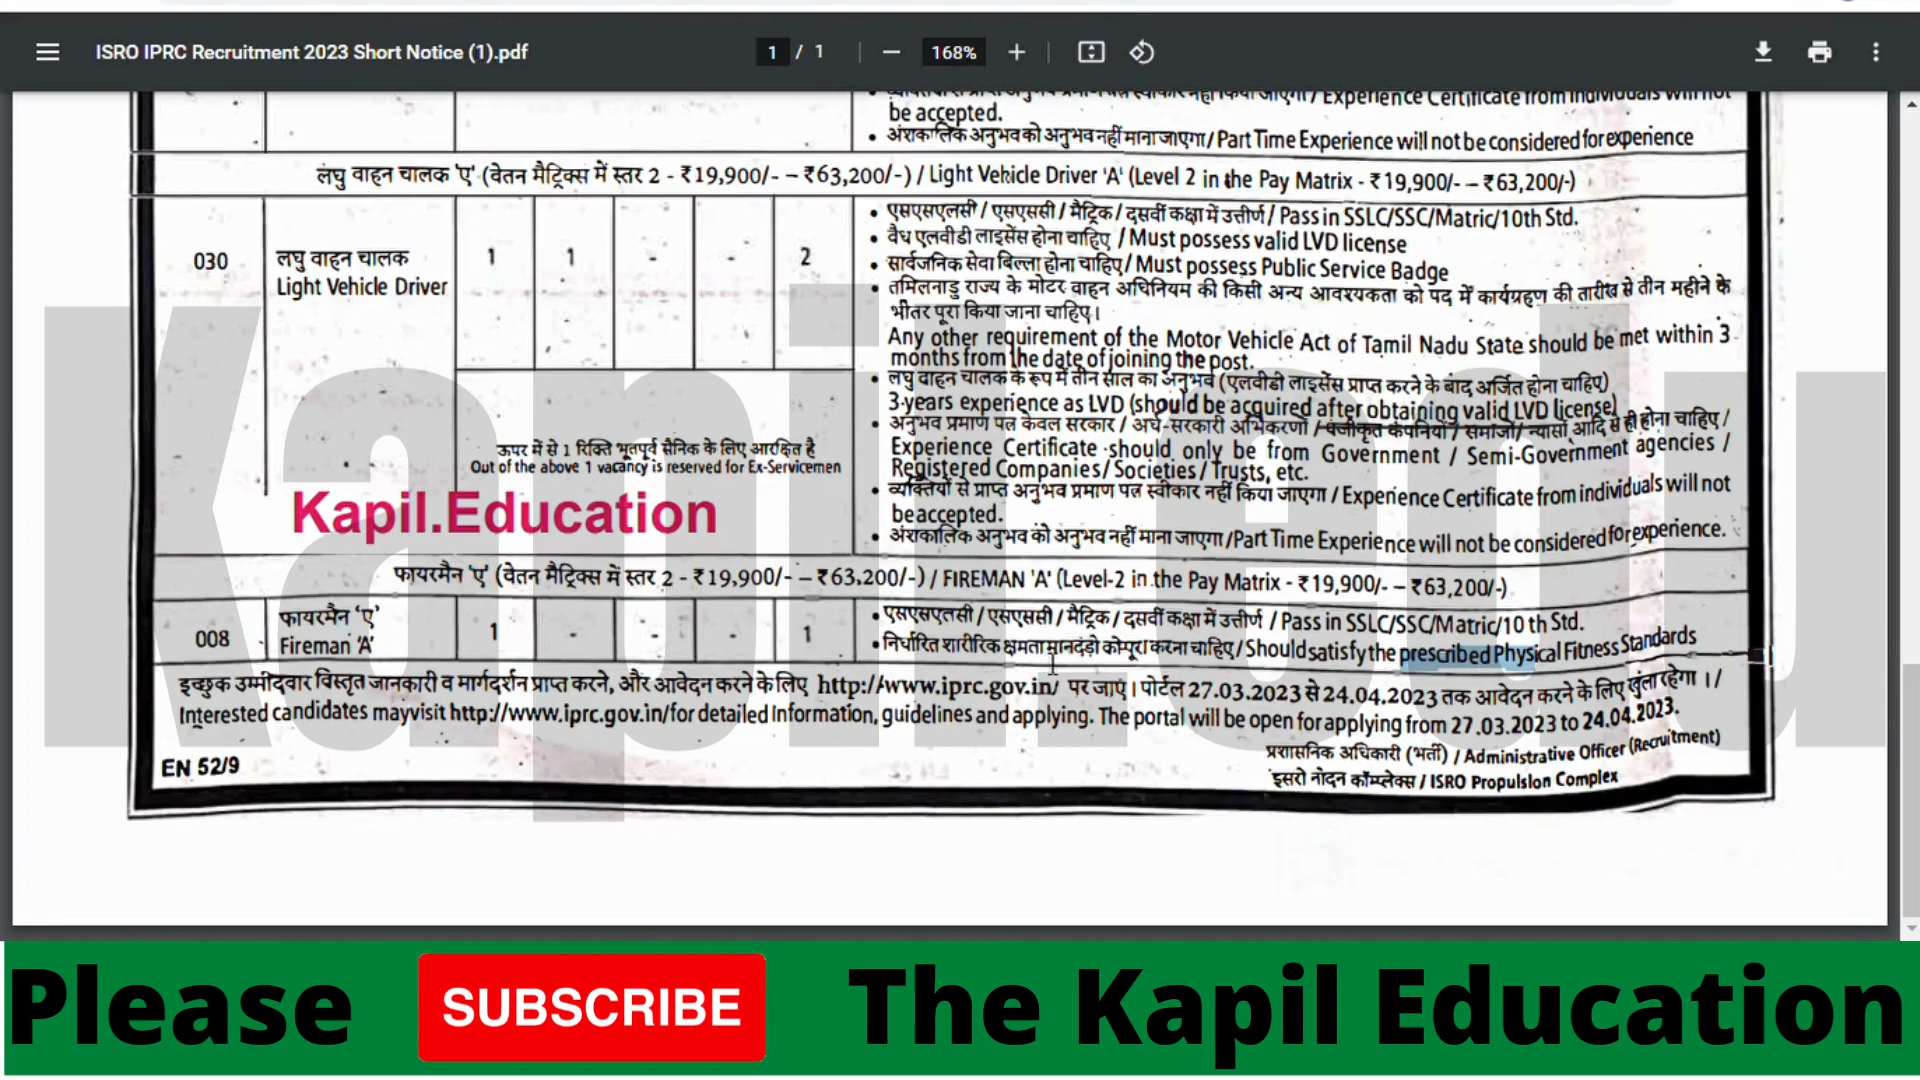 ISRO IPRC Recruitment 2023 Short Notice (1).pdf
1 / 1
168%
Experience Certificate from individuals will not
be accepted.
• अंशकालिक अनुभव को अनुभव नहीं माना जाएगा / Part Time Experience will not be considered for experience
लघु वाहन चालक 'ए' (वेतन मैट्रिक्स में स्तर 2 - ₹19,900/- – ₹63,200/-) / Light Vehicle Driver 'A' (Level 2 in the Pay Matrix - ₹19,900/- – ₹63,200/-)
030
लघु वाहन चालक
Light Vehicle Driver
1 1 - - 2
• एसएसएलसी / एसएससी / मैट्रिक / दसवीं कक्षा में उत्तीर्ण / Pass in SSLC/SSC/Matric/10th Std.
• वैध एलवीडी लाइसेंस होना चाहिए / Must possess valid LVD license
• सार्वजनिक सेवा बिल्ला होना चाहिए / Must possess Public Service Badge
• तमिलनाडु राज्य के मोटर वाहन अधिनियम की किसी अन्य आवश्यकता को पद में कार्यग्रहण की तारीख से तीन महीने के
भीतर पूरा किया जाना चाहिए।
Any other requirement of the Motor Vehicle Act of Tamil Nadu State should be met within 3
months from the date of joining the post.
• लघु वाहन चालक के रूप में तीन साल का अनुभव (एलवीडी लाइसेंस प्राप्त करने के बाद अर्जित होना चाहिए)
3 years experience as LVD (should be acquired after obtaining valid LVD license)
• अनुभव प्रमाण पत्र केवल सरकार / अर्ध-सरकारी अभिकरणों / पंजीकृत कंपनियों / समाजों / न्यासों आदि से ही होना चाहिए /
Experience Certificate should only be from Government / Semi-Government agencies /
Registered Companies / Societies / Trusts, etc.
• व्यक्तियों से प्राप्त अनुभव प्रमाण पत्र स्वीकार नहीं किया जाएगा / Experience Certificate from individuals will not
be accepted.
• अंशकालिक अनुभव को अनुभव नहीं माना जाएगा / Part Time Experience will not be considered for experience.
ऊपर में से 1 रिक्ति भूतपूर्व सैनिक के लिए आरक्षित है
Out of the above 1 vacancy is reserved for Ex-Servicemen
Kapil.Education
kapil.edu
फायरमैन 'ए' (वेतन मैट्रिक्स में स्तर 2 - ₹19,900/- – ₹63,200/-) / FIREMAN 'A' (Level-2 in the Pay Matrix - ₹19,900/- – ₹63,200/-)
008
फायरमैन 'ए'
Fireman 'A'
1 - - - 1
• एसएसएलसी / एसएससी / मैट्रिक / दसवीं कक्षा में उत्तीर्ण / Pass in SSLC/SSC/Matric/10 th Std.
• निर्धारित शारीरिक क्षमता मानदंडो को पूरा करना चाहिए / Should satisfy the prescribed Physical Fitness Standards
इच्छुक उम्मीदवार विस्तृत जानकारी व मार्गदर्शन प्राप्त करने, और आवेदन करने के लिए http://www.iprc.gov.in/ पर जाएं। पोर्टल 27.03.2023 से 24.04.2023 तक आवेदन करने के लिए खुला रहेगा । /
Interested candidates may visit http://www.iprc.gov.in/ for detailed Information, guidelines and applying. The portal will be open for applying from 27.03.2023 to 24.04.2023.
प्रशासनिक अधिकारी (भर्ती) / Administrative Officer (Recruitment)
EN 52/9
इसरो नोदन कॉम्प्लेक्स / ISRO Propulsion Complex
Please SUBSCRIBE The Kapil Education